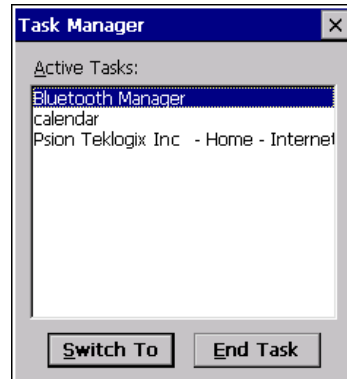 Task Manager
Active Tasks:
Bluetooth Manager
calendar
Psion Teklogix Inc - Home - Internet
Switch To
End Task